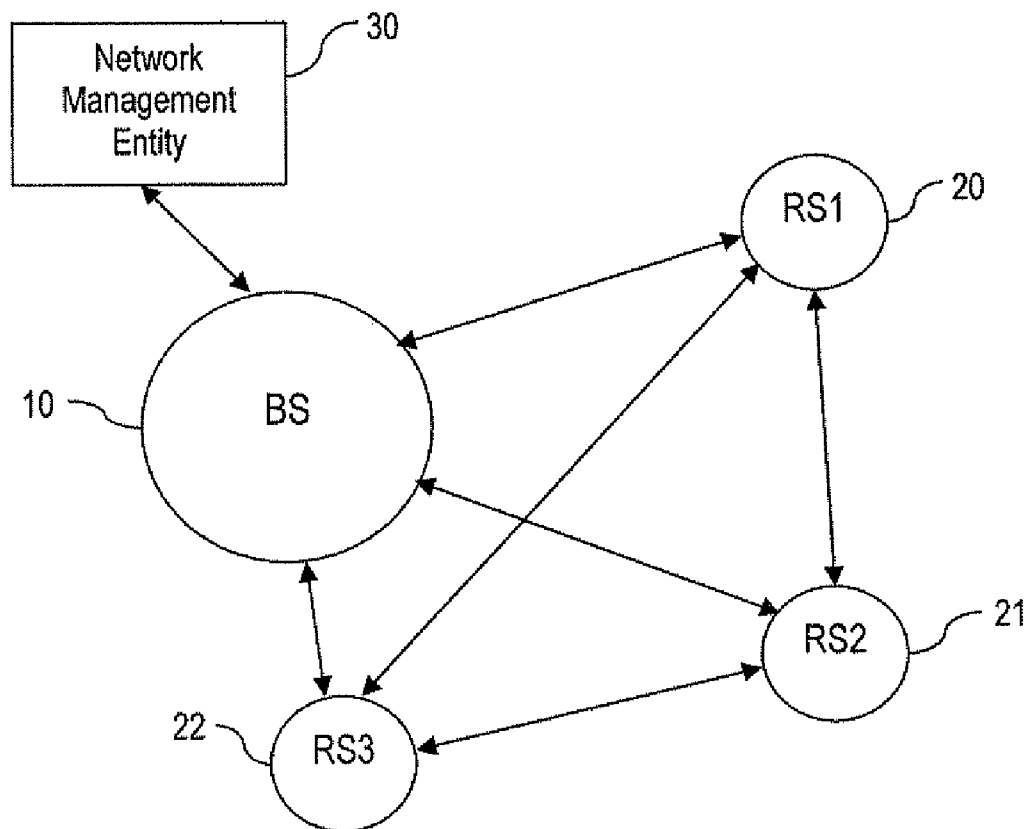 30
Network
Management
Entity
RS1
20
10
BS
RS2
21
22
RS3